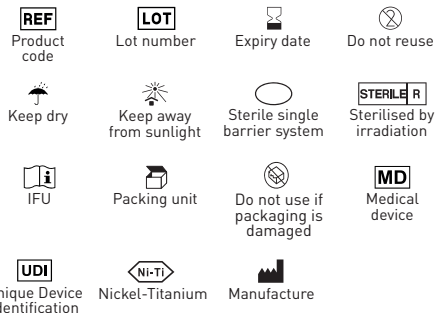 REF LOT
Product code Lot number Expiry date Do not reuse
STERILE R
Keep dry Keep away from sunlight Sterile single barrier system Sterilised by irradiation
i MD
IFU Packing unit Do not use if packaging is damaged Medical device
UDI Ni-Ti
nique Device dentification Nickel-Titanium Manufacture